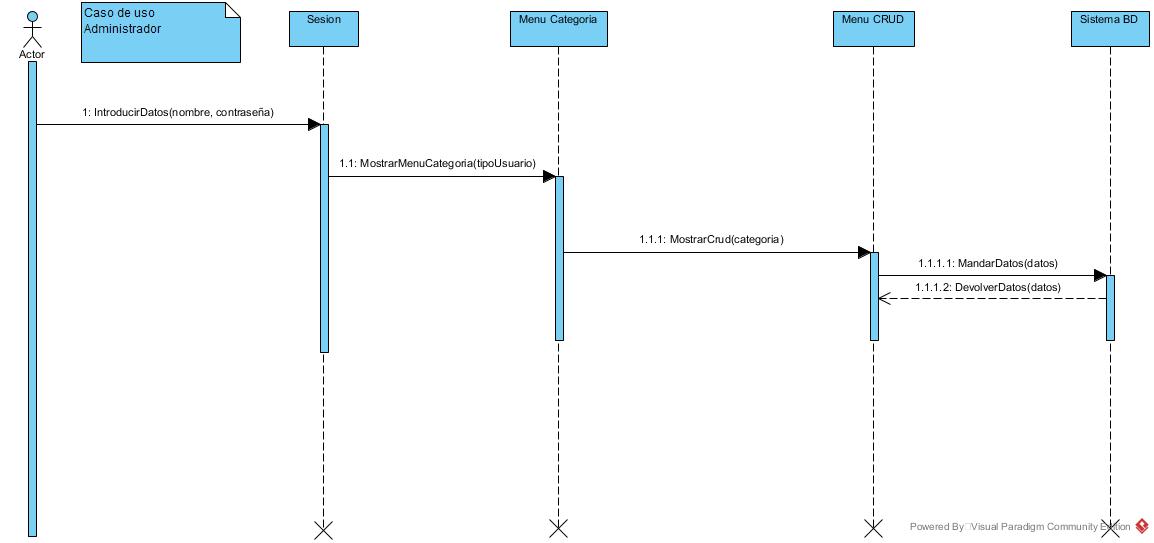 Caso de uso
Administrador
Actor
Sesion
Menu Categoria
Menu CRUD
Sistema BD
1: IntroducirDatos(nombre, contraseña)
1.1: MostrarMenuCategoria(tipoUsuario)
1.1.1: MostrarCrud(categoria)
1.1.1.1: MandarDatos(datos)
1.1.1.2: DevolverDatos(datos)
Powered By Visual Paradigm Community Edition